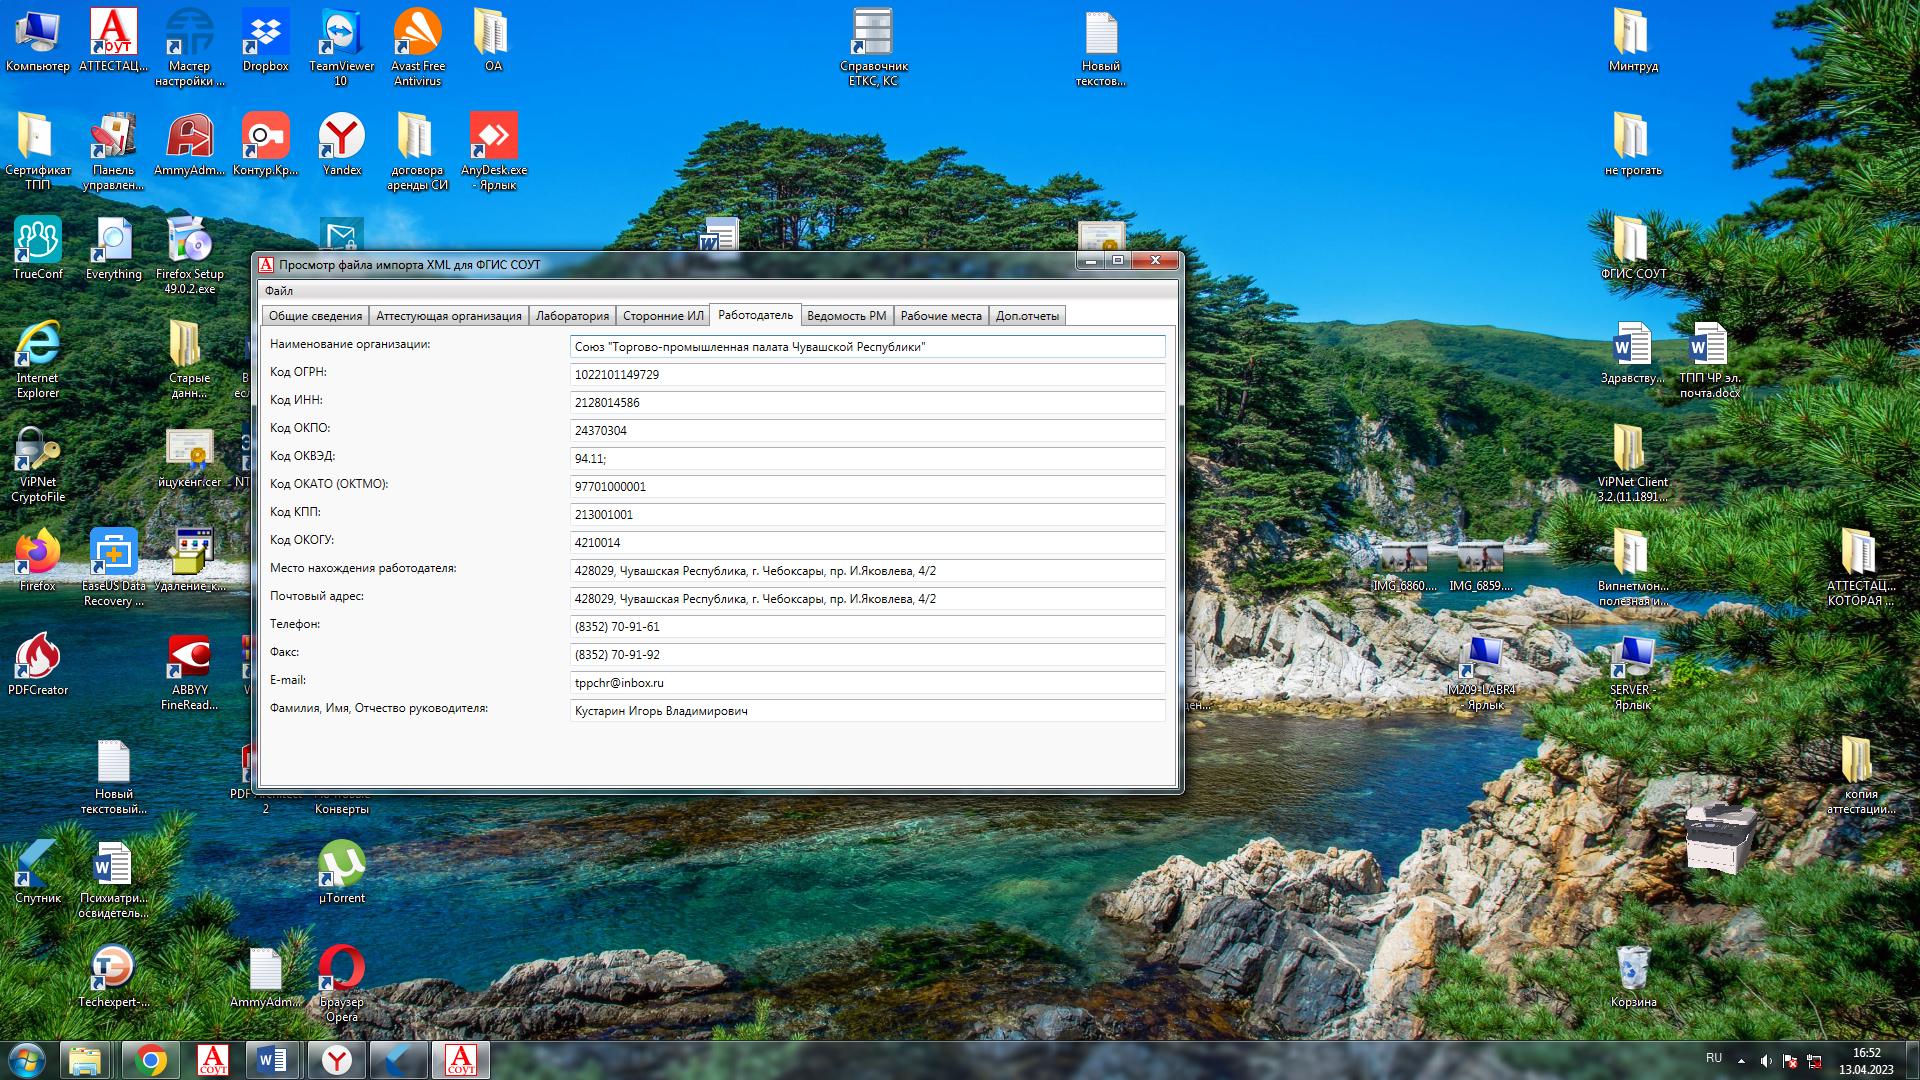 Компьютер
АТТЕСТАЦ...
Мастер
настройки ...
Dropbox
TeamViewer
10
Avast Free
Antivirus
ОА
Справочник
ЕТКС, КС
Новый
текстов...
Минтруд
Сертификат
ТПП
Панель
управлен...
AmmyAdm...
Контур.Кр...
Yandex
договора
аренды СИ
AnyDesk.exe
- Ярлык
не трогать
TrueConf
Everything
Firefox Setup
49.0.2.exe
ФГИС СОУТ
Просмотр файла импорта XML для ФГИС СОУТ
Файл
Общие сведения
Аттестующая организация
Лаборатория
Сторонние ИЛ
Работодатель
Ведомость РМ
Рабочие места
Доп.отчеты
Наименование организации:
Союз "Торгово-промышленная палата Чувашской Республики"
Код ОГРН:
1022101149729
Код ИНН:
2128014586
Код ОКПО:
24370304
Код ОКВЭД:
94.11;
Код ОКАТО (ОКТМО):
97701000001
Код КПП:
213001001
Код ОКОГУ:
4210014
Место нахождения работодателя:
428029, Чувашская Республика, г. Чебоксары, пр. И.Яковлева, 4/2
Почтовый адрес:
428029, Чувашская Республика, г. Чебоксары, пр. И.Яковлева, 4/2
Телефон:
(8352) 70-91-61
Факс:
(8352) 70-91-92
E-mail:
tppchr@inbox.ru
Фамилия, Имя, Отчество руководителя:
Кустарин Игорь Владимирович
Internet
Explorer
Старые
данн...
Здравству...
ТПП ЧР эл.
почта.docx
ViPNet
CryptoFile
йцукенг.cer
ViPNet Client
3.2.(11.1891...
Firefox
EaseUS Data
Recovery ...
Удаление_к...
IMG_6860....
IMG_6859....
Випнетмон...
полезная и...
АТТЕСТАЦ...
КОТОРАЯ ...
PDFCreator
ABBYY
FineRead...
M209-LABR4
- Ярлык
SERVER -
Ярлык
Новый
текстовый...
2
Конверты
копия
аттестации...
Спутник
Психиатри...
освидетель...
µTorrent
Techexpert-...
AmmyAdm...
Браузер
Opera
Корзина
RU
16:52
13.04.2023